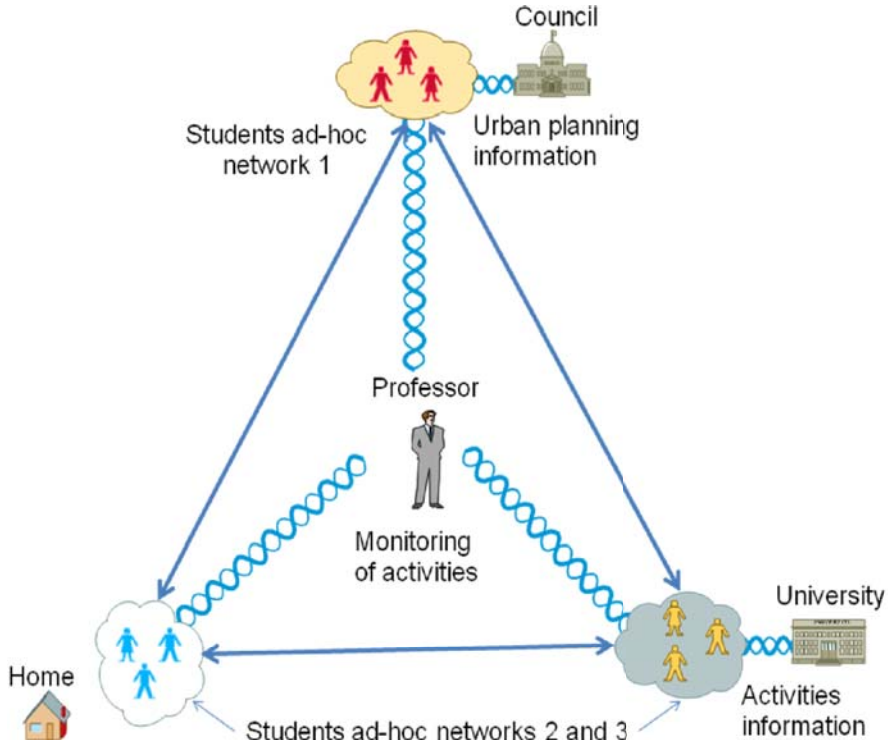 Council
Students ad-hoc
network 1
Urban planning
information
Professor
Monitoring
of activities
University
Home
Activities
information
Students ad-hoc networks 2 and 3